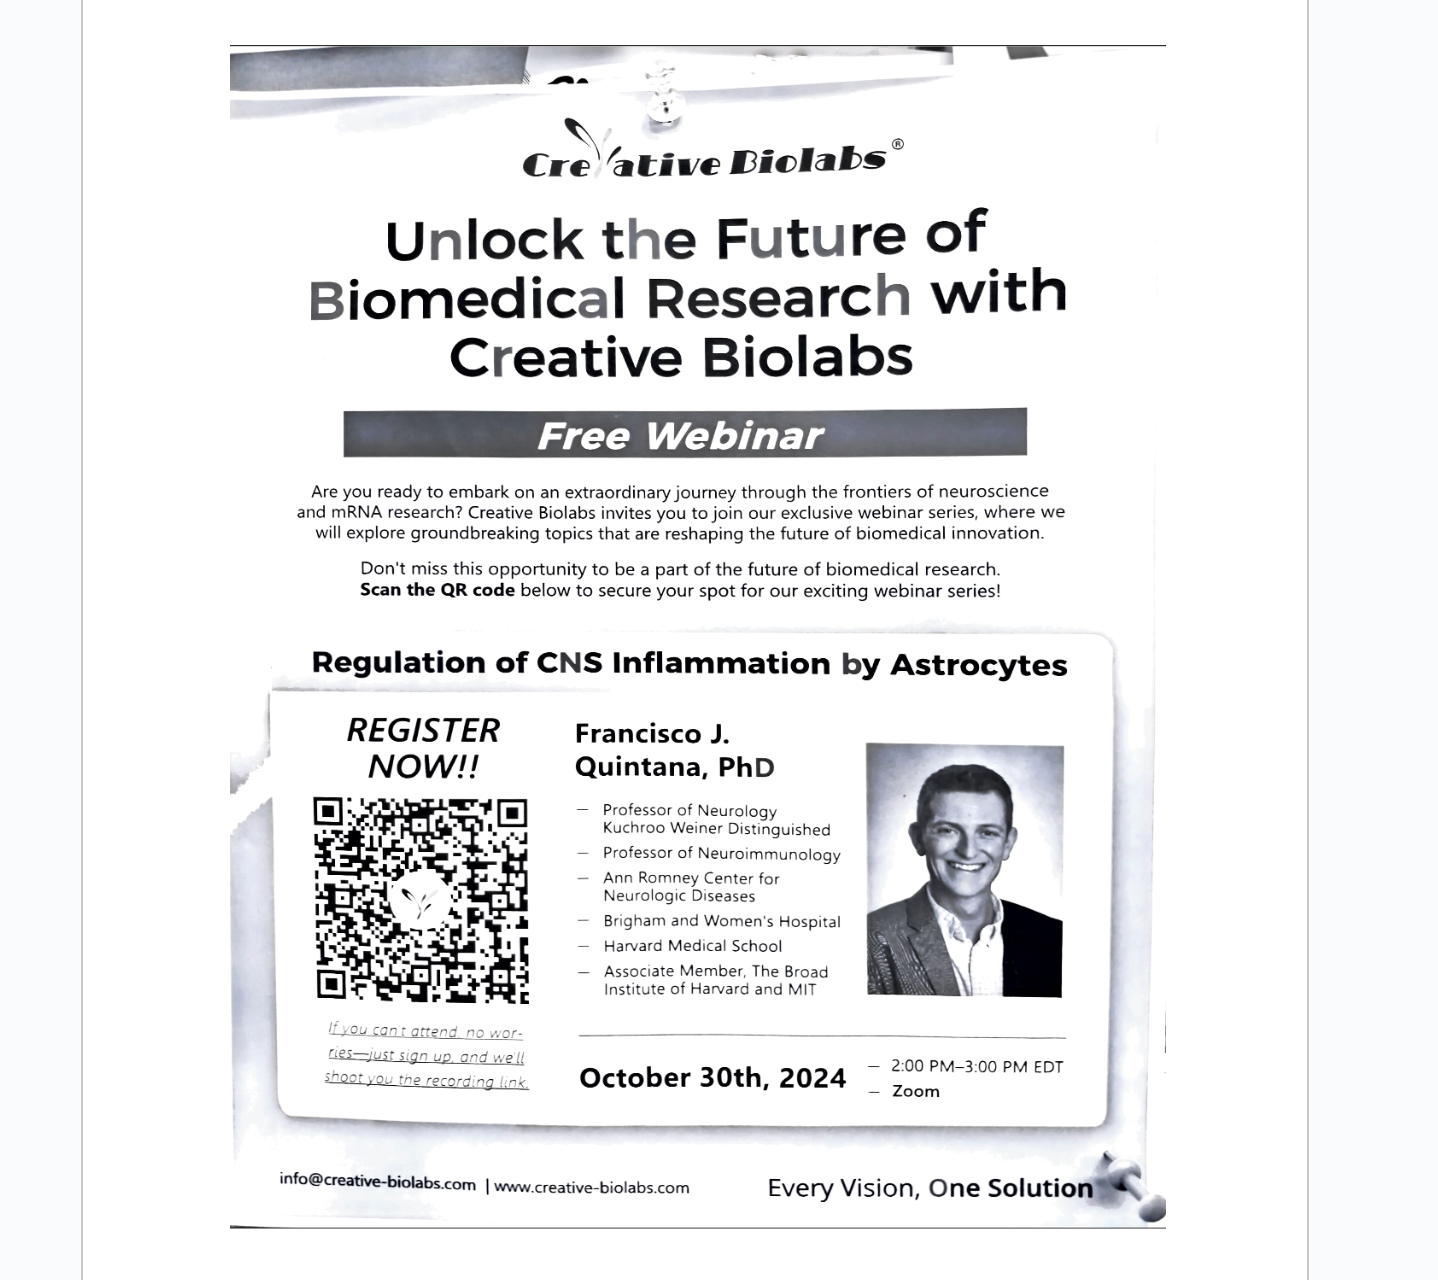 Creative Biolabs®
Unlock the Future of
Biomedical Research with
Creative Biolabs
Free Webinar
Are you ready to embark on an extraordinary journey through the frontiers of neuroscience
and mRNA research? Creative Biolabs invites you to join our exclusive webinar series, where we
will explore groundbreaking topics that are reshaping the future of biomedical innovation.
Don't miss this opportunity to be a part of the future of biomedical research.
Scan the QR code below to secure your spot for our exciting webinar series!
Regulation of CNS Inflammation by Astrocytes
REGISTER
NOW!!
If you can't attend, no wor-
ries—just sign up, and we'll
shoot you the recording link.
Francisco J.
Quintana, PhD
— Professor of Neurology
Kuchroo Weiner Distinguished
— Professor of Neuroimmunology
— Ann Romney Center for
Neurologic Diseases
— Brigham and Women's Hospital
— Harvard Medical School
— Associate Member, The Broad
Institute of Harvard and MIT
October 30th, 2024
— 2:00 PM–3:00 PM EDT
— Zoom
info@creative-biolabs.com | www.creative-biolabs.com
Every Vision, One Solution